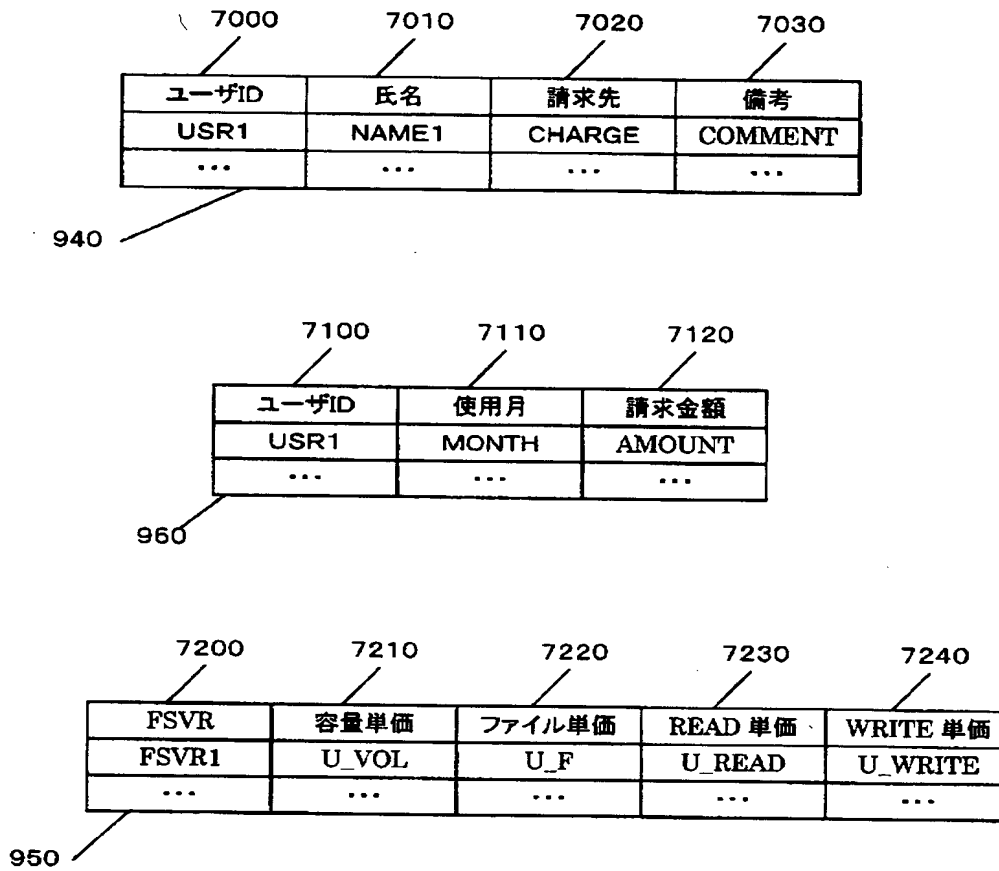 7000 7010 7020 7030
ユーザID 氏名 請求先 備考
USR1 NAME1 CHARGE COMMENT
... ... ... ...
940
7100 7110 7120
ユーザID 使用月 請求金額
USR1 MONTH AMOUNT
... ... ...
960
7200 7210 7220 7230 7240
FSVR 容量単価 ファイル単価 READ 単価 WRITE 単価
FSVR1 U_VOL U_F U_READ U_WRITE
... ... ... ... ...
950